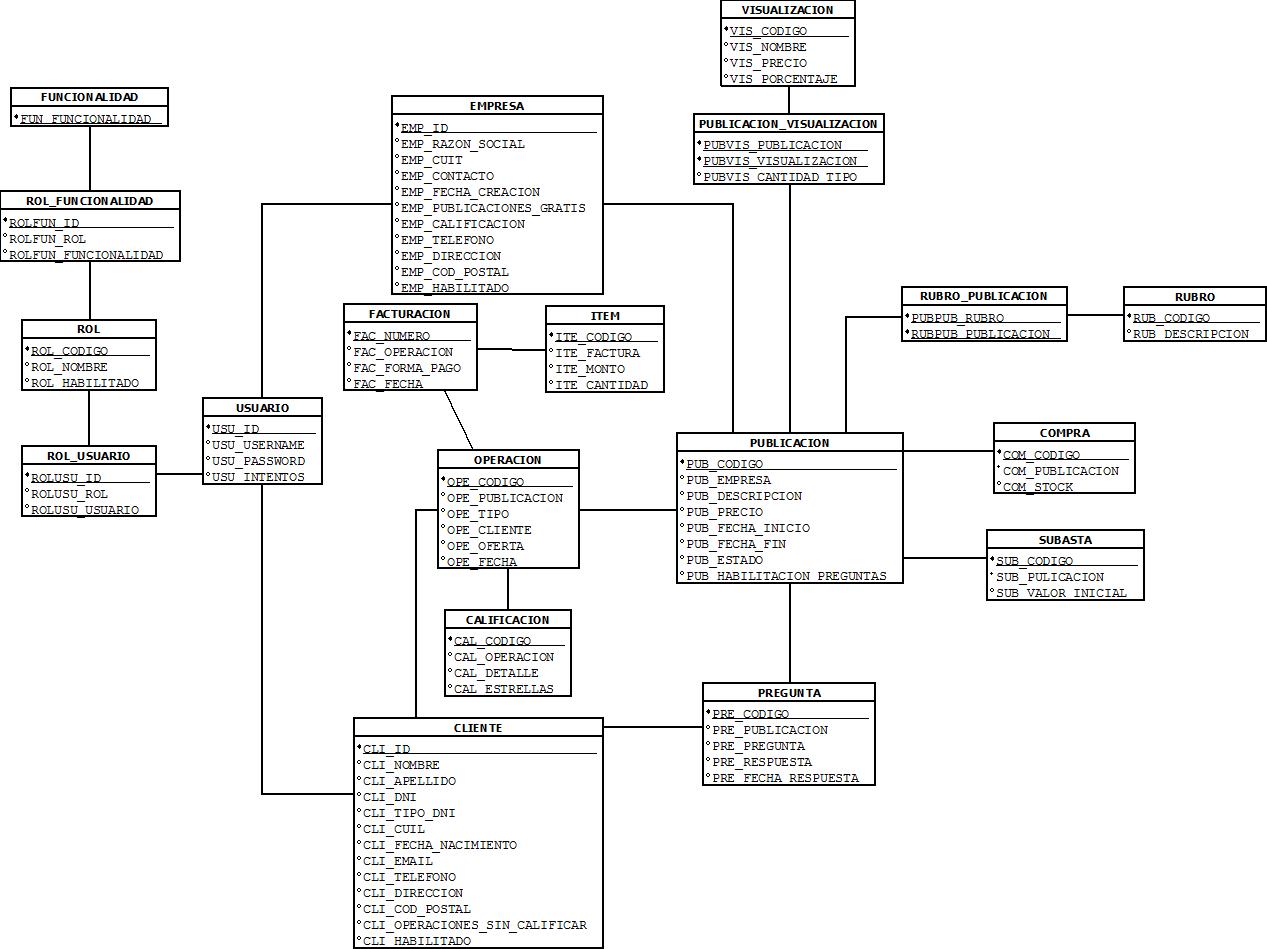 VISUALIZACION
VIS_CODIGO
VIS_NOMBRE
VIS_PRECIO
VIS_PORCENTAJE
FUNCIONALIDAD
FUN_FUNCIONALIDAD
EMPRESA
EMP_ID
EMP_RAZON_SOCIAL
EMP_CUIT
EMP_CONTACTO
EMP_FECHA_CREACION
EMP_PUBLICACIONES_GRATIS
EMP_CALIFICACION
EMP_TELEFONO
EMP_DIRECCION
EMP_COD_POSTAL
EMP_HABILITADO
PUBLICACION_VISUALIZACION
PUBVIS_PUBLICACION
PUBVIS_VISUALIZACION
PUBVIS_CANTIDAD_TIPO
ROL_FUNCIONALIDAD
ROLFUN_ID
ROLFUN_ROL
ROLFUN_FUNCIONALIDAD
RUBRO_PUBLICACION
PUBPUB_RUBRO
RUBPUB_PUBLICACION
RUBRO
RUB_CODIGO
RUB_DESCRIPCION
FACTURACION
FAC_NUMERO
FAC_OPERACION
FAC_FORMA_PAGO
FAC_FECHA
ITEM
ITE_CODIGO
ITE_FACTURA
ITE_MONTO
ITE_CANTIDAD
ROL
ROL_CODIGO
ROL_NOMBRE
ROL_HABILITADO
USUARIO
USU_ID
USU_USERNAME
USU_PASSWORD
USU_INTENTOS
ROL_USUARIO
ROLUSU_ID
ROLUSU_ROL
ROLUSU_USUARIO
OPERACION
OPE_CODIGO
OPE_PUBLICACION
OPE_TIPO
OPE_CLIENTE
OPE_OFERTA
OPE_FECHA
PUBLICACION
PUB_CODIGO
PUB_EMPRESA
PUB_DESCRIPCION
PUB_PRECIO
PUB_FECHA_INICIO
PUB_FECHA_FIN
PUB_ESTADO
PUB_HABILITACION_PREGUNTAS
COMPRA
COM_CODIGO
COM_PUBLICACION
COM_STOCK
SUBASTA
SUB_CODIGO
SUB_PULICACION
SUB_VALOR_INICIAL
CALIFICACION
CAL_CODIGO
CAL_OPERACION
CAL_DETALLE
CAL_ESTRELLAS
PREGUNTA
PRE_CODIGO
PRE_PUBLICACION
PRE_PREGUNTA
PRE_RESPUESTA
PRE_FECHA_RESPUESTA
CLIENTE
CLI_ID
CLI_NOMBRE
CLI_APELLIDO
CLI_DNI
CLI_TIPO_DNI
CLI_CUIL
CLI_FECHA_NACIMIENTO
CLI_EMAIL
CLI_TELEFONO
CLI_DIRECCION
CLI_COD_POSTAL
CLI_OPERACIONES_SIN_CALIFICAR
CLI_HABILITADO